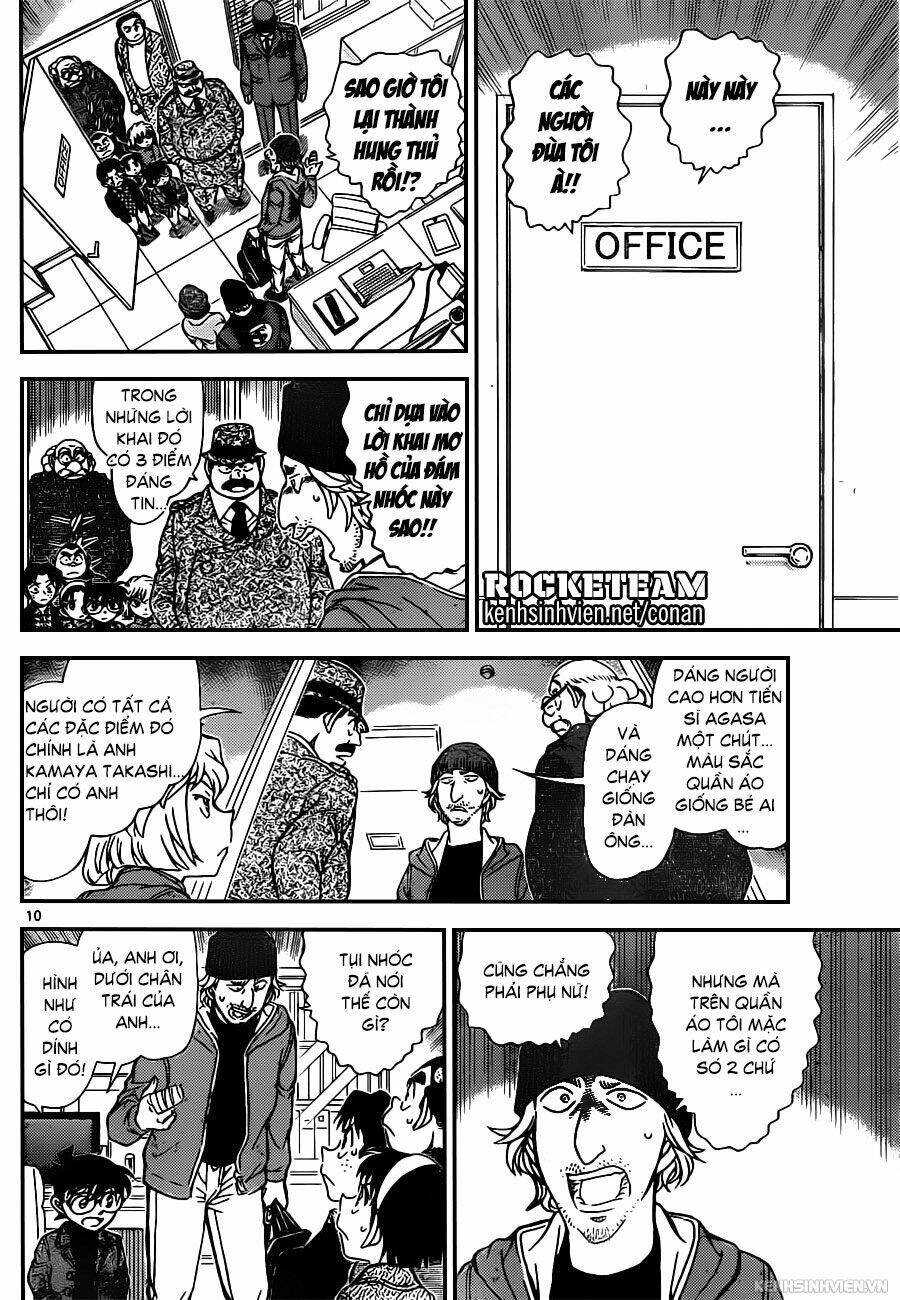 NÀY NÀY
...
CÁC
NGƯỜI
ĐÙA TÔI
À!!
OFFICE
SAO GIỜ TÔI
LẠI THÀNH
HUNG THỦ
RỒI!?
OFFICE
CHỈ DỰA VÀO
LỜI KHAI MƠ
HỒ CỦA ĐÁM
NHÓC NÀY
SAO!!
TRONG
NHỮNG LỜI
KHAI ĐÓ
CÓ 3 ĐIỂM
ĐÁNG
TIN...
ROCKETEAM
kenhsinhvien.net/conan
DÁNG NGƯỜI
CAO HƠN TIẾN
SĨ AGASA
MỘT CHÚT...
MÀU SẮC
QUẦN ÁO
GIỐNG BÉ AI
...
VÀ
DÁNG
CHẠY
GIỐNG
ĐÀN
ÔNG...
NGƯỜI CÓ TẤT CẢ
CÁC ĐẶC ĐIỂM ĐÓ
CHÍNH LÀ ANH
KAMAYA TAKASHI...
CHỈ CÓ ANH
THÔI!
10
NHƯNG MÀ
TRÊN QUẦN
ÁO TÔI MẶC
LÀM GÌ CÓ
SÓ 2 CHỨ
...
CŨNG CHẲNG
PHẢI PHỤ NỮ!
TỤI NHÓC
ĐÃ NÓI
THẾ CÒN
GÌ?
ỦA, ANH ƠI,
DƯỚI CHÂN
TRÁI CỦA
ANH...
HÌNH
NHƯ
CÓ
DÍNH
GÌ ĐÓ!
KENHSINHVIEN.VN